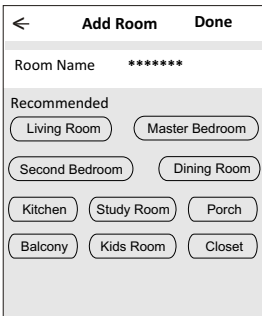 Add Room Done
Room Name *******
Recommended
Living Room Master Bedroom
Second Bedroom Dining Room
Kitchen Study Room Porch
Balcony Kids Room Closet